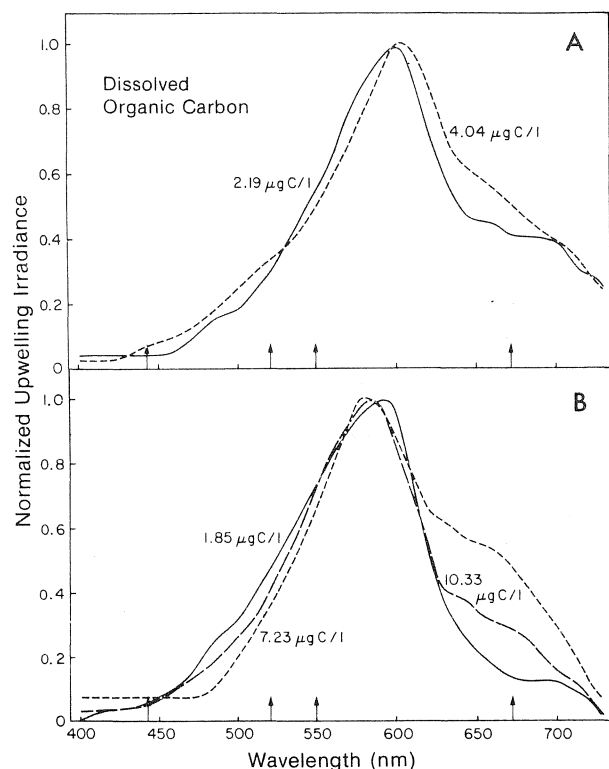 A
Dissolved
Organic Carbon
4.04 µgC/l
2.19 µgC/l
1.0
0.8
0.6
0.4
0.2
0
B
1.85 µgC/l
7.23 µgC/l
10.33
µgC/l
1.0
0.8
0.6
0.4
0.2
0
400 450 500 550 600 650 700
Wavelength (nm)
Normalized Upwelling Irradiance